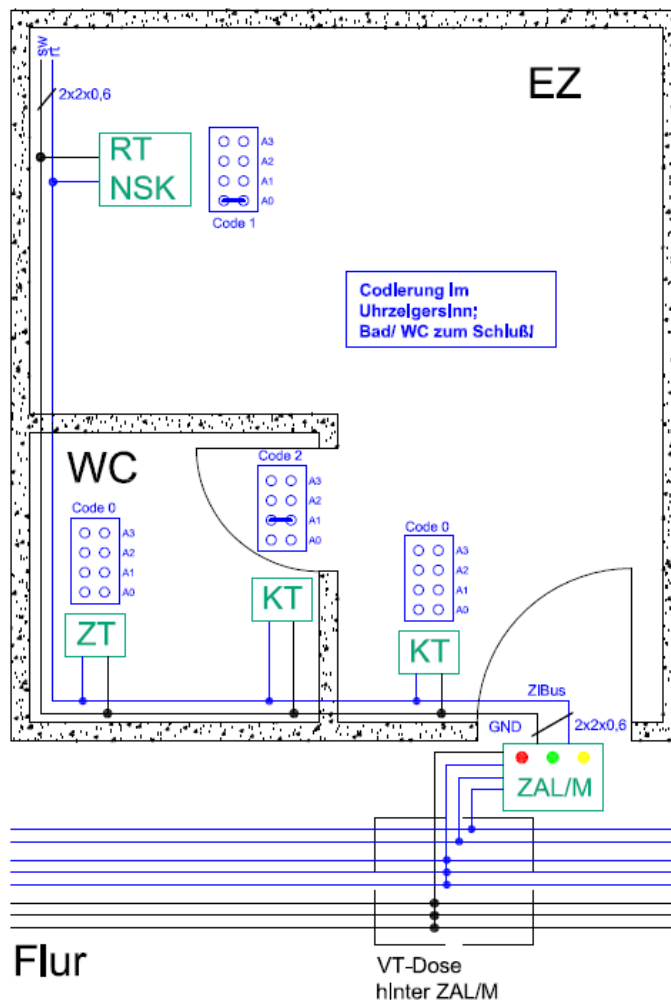 sw
rt
2x2x0,6
EZ
RT
NSK
A3
A2
A1
A0
Code 1
Codierung im
Uhrzeigersinn;
Bad/ WC zum Schluß!
WC
Code 2
A3
A2
A1
A0
Code 0
A3
A2
A1
A0
Code 0
A3
A2
A1
A0
KT
ZT
KT
ZIBus
GND
2x2x0,6
ZAL/M
Flur
VT-Dose
hinter ZAL/M